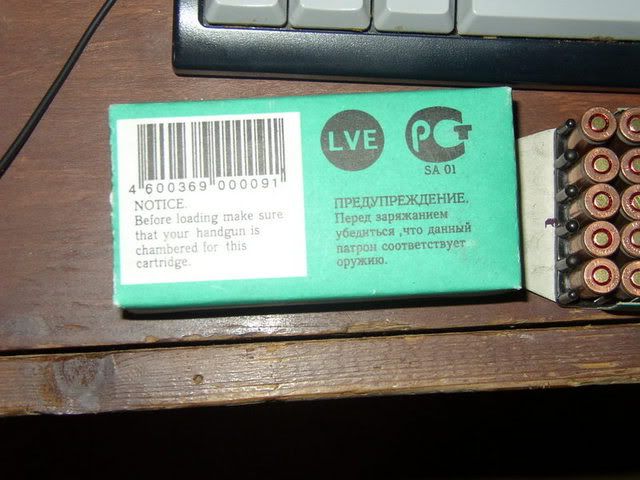 4 600369 000091
NOTICE.
Before loading make sure
that your handgun is
chambered for this
cartridge.
LVE
РСТ
SA 01
ПРЕДУПРЕЖДЕНИЕ.
Перед заряжанием
убедиться ,что данный
патрон соответствует
оружию.